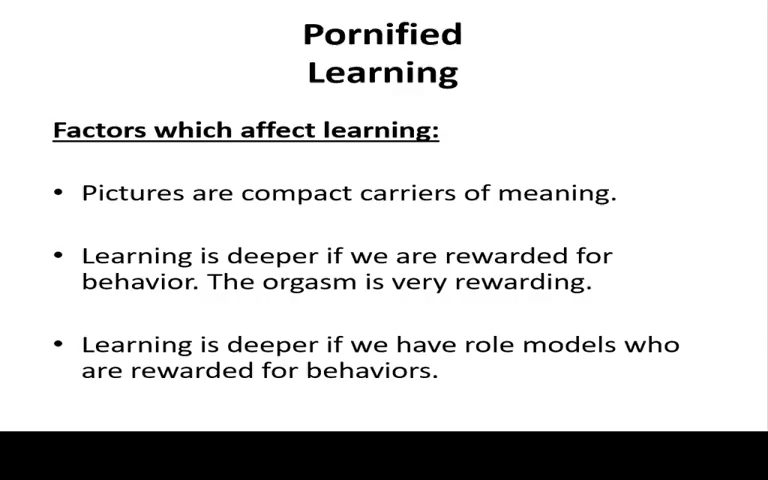 Pornified
Learning
Factors which affect learning:
• Pictures are compact carriers of meaning.
• Learning is deeper if we are rewarded for
behavior. The orgasm is very rewarding.
• Learning is deeper if we have role models who
are rewarded for behaviors.